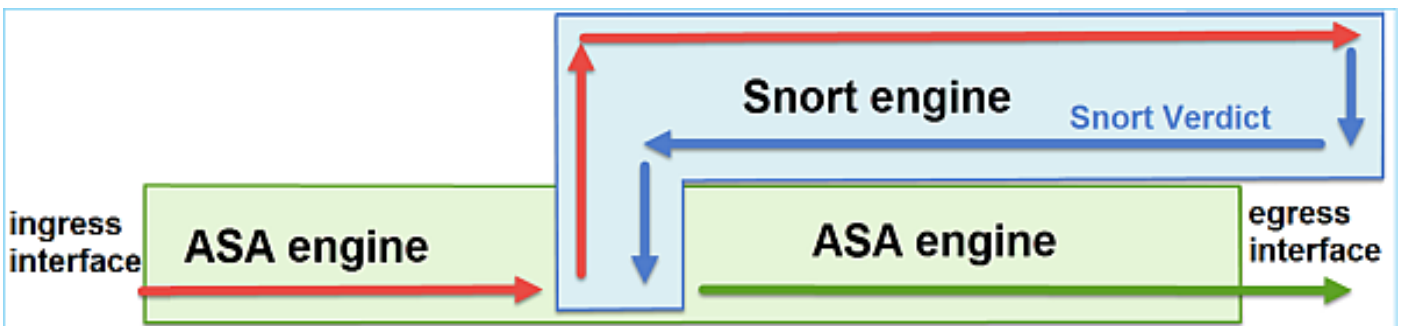 Snort engine
Snort Verdict
ingress
interface
ASA engine
ASA engine
egress
interface